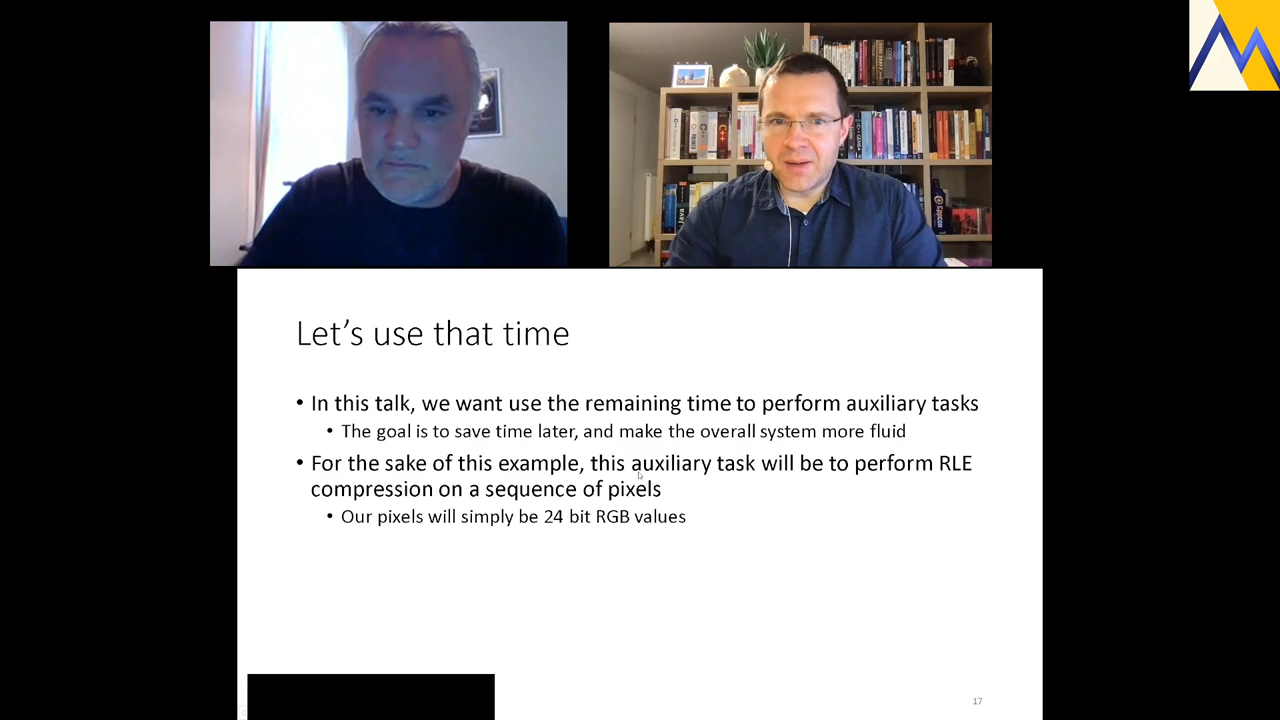 C++
C++
Java
Let's use that time
• In this talk, we want use the remaining time to perform auxiliary tasks
• The goal is to save time later, and make the overall system more fluid
• For the sake of this example, this auxiliary task will be to perform RLE
compression on a sequence of pixels
• Our pixels will simply be 24 bit RGB values
17